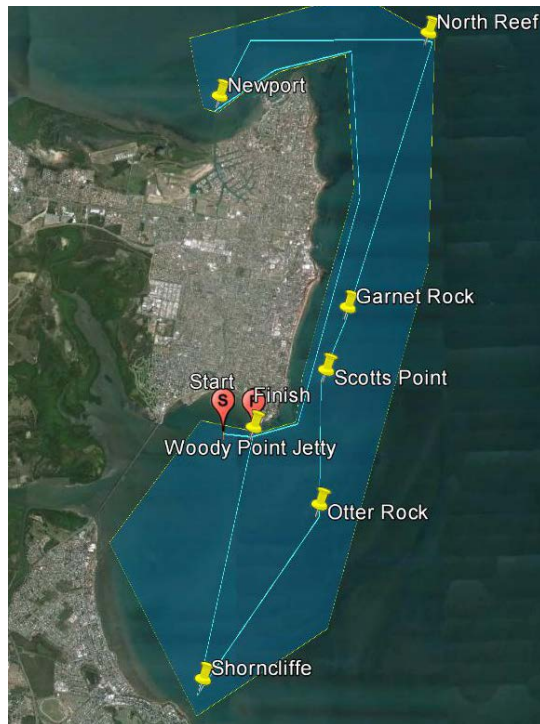 North Reef
Newport
Garnet Rock
Scotts Point
Start
Finish
S
Woody Point Jetty
Otter Rock
Shorncliffe